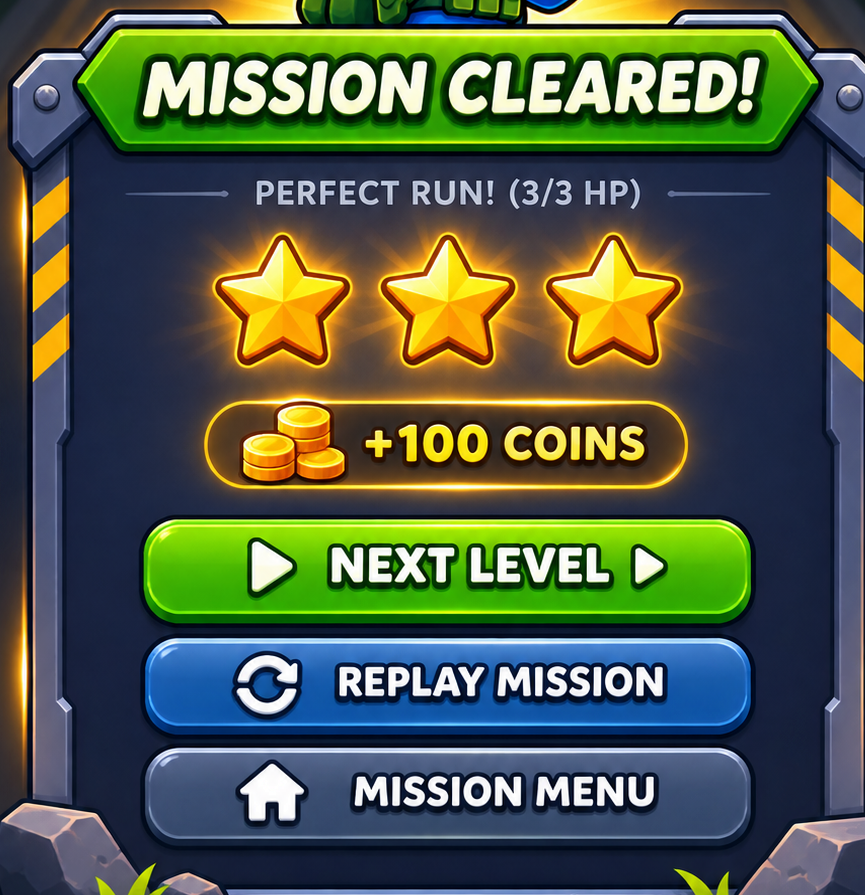 MISSION CLEARED!
PERFECT RUN! (3/3 HP)
+100 COINS
NEXT LEVEL
REPLAY MISSION
MISSION MENU